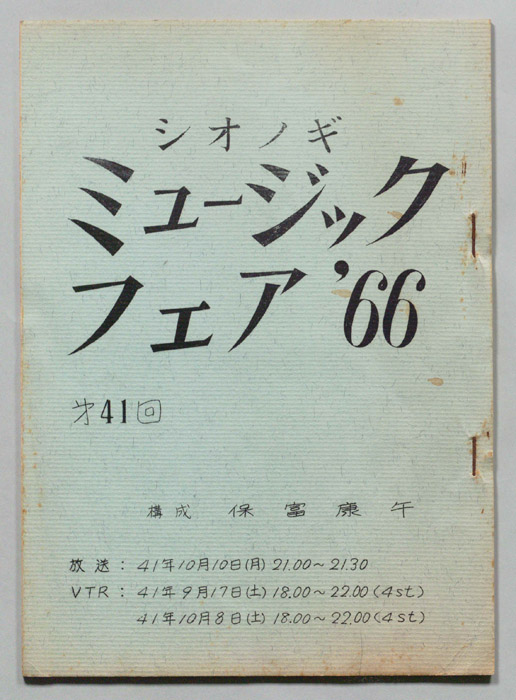 シオノギ
ミュージック
フェア '66
才41回
構成 保富康午
放送: 41年10月10日(月) 21.00～21.30
VTR: 41年9月17日(土) 18.00～22.00(4st)
41年10月8日(土) 18.00～22.00(4st)